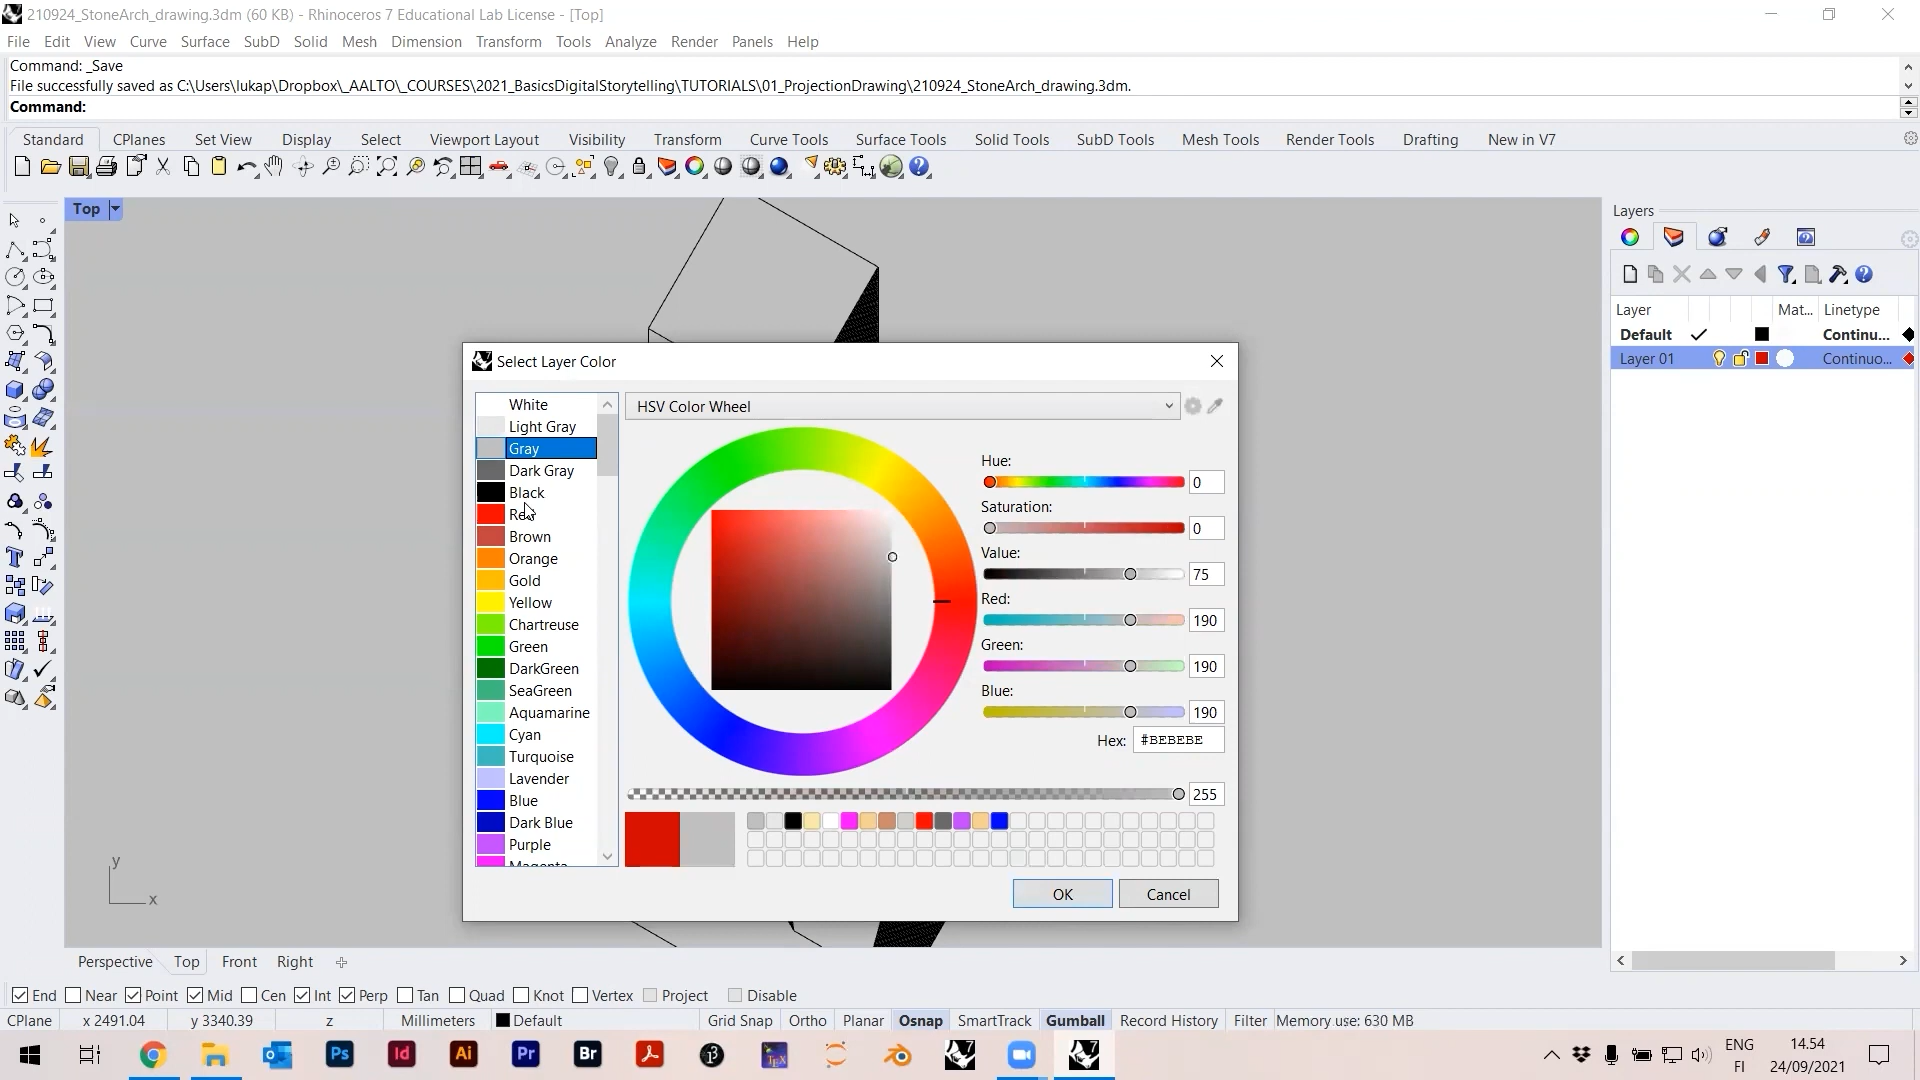 210924_StoneArch_drawing.3dm (60 KB) - Rhinoceros 7 Educational Lab License - [Top]
File Edit View Curve Surface SubD Solid Mesh Dimension Transform Tools Analyze Render Panels Help
Command: _Save
File successfully saved as C:\Users\lukap\Dropbox\_AALTO\_COURSES\2021_BasicsDigitalStorytelling\TUTORIALS\01_ProjectionDrawing\210924_StoneArch_drawing.3dm.
Command:
Standard CPlanes Set View Display Select Viewport Layout Visibility Transform Curve Tools Surface Tools Solid Tools SubD Tools Mesh Tools Render Tools Drafting New in V7
Top
Layers
Layer Mat... Linetype
Default Continu...
Layer 01 Continuo...
Select Layer Color
White
Light Gray
Gray
Dark Gray
Black
Red
Brown
Orange
Gold
Yellow
Chartreuse
Green
DarkGreen
SeaGreen
Aquamarine
Cyan
Turquoise
Lavender
Blue
Dark Blue
Purple
Magenta
HSV Color Wheel
Hue:
0
Saturation:
0
Value:
75
Red:
190
Green:
190
Blue:
190
Hex: #BEBEBE
255
OK Cancel
y
x
Perspective Top Front Right
End Near Point Mid Cen Int Perp Tan Quad Knot Vertex Project Disable
CPlane x 2491.04 y 3340.39 z Millimeters Default Grid Snap Ortho Planar Osnap SmartTrack Gumball Record History Filter Memory use: 630 MB
Ps Id Ai Pr Br
ENG
FI
14.54
24/09/2021